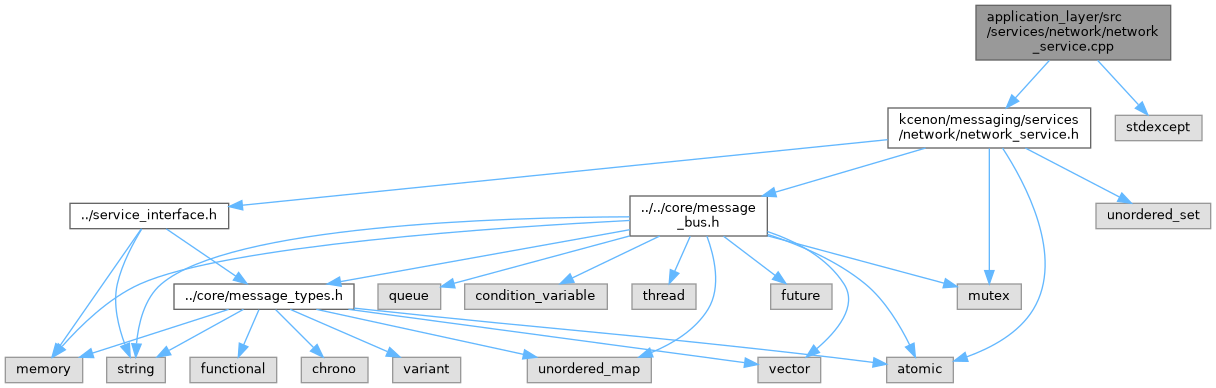 application_layer/src
/services/network/network
_service.cpp
kcenon/messaging/services
/network/network_service.h
stdexcept
../service_interface.h
../../core/message
_bus.h
unordered_set
../core/message_types.h
queue
condition_variable
thread
future
mutex
memory
string
functional
chrono
variant
unordered_map
vector
atomic